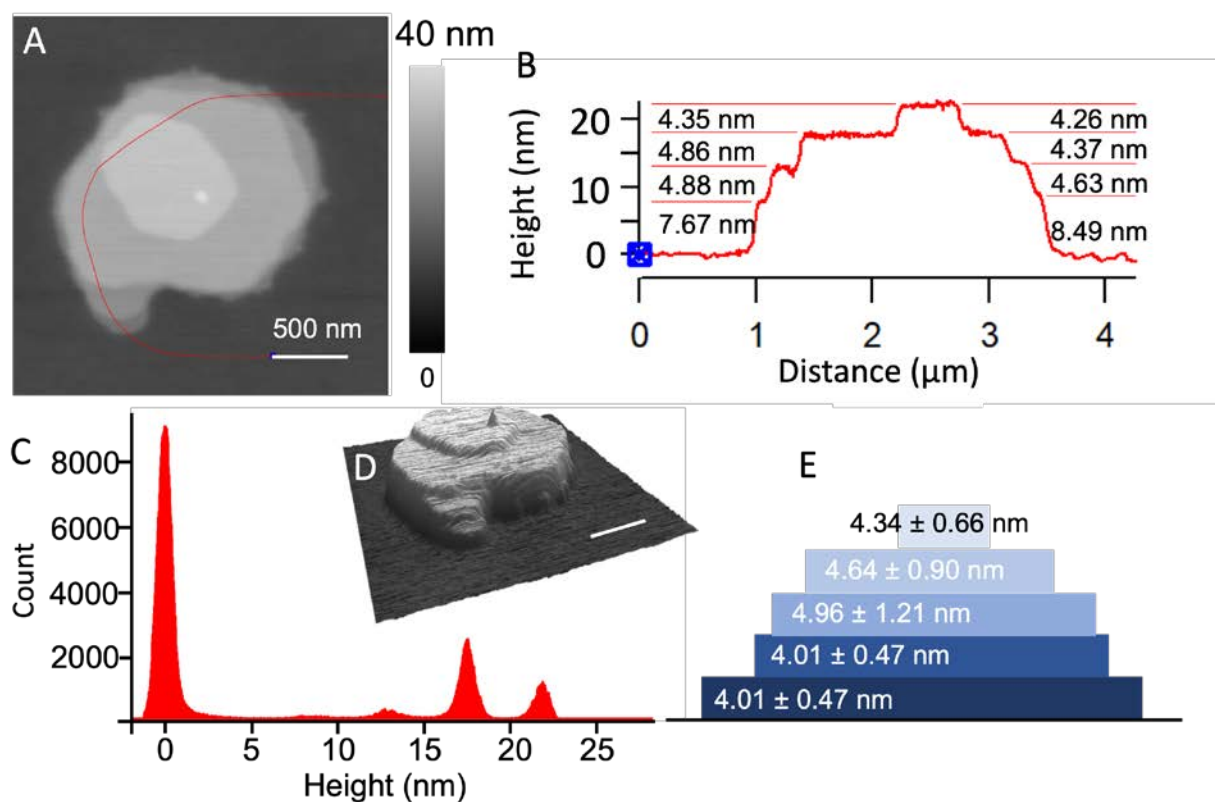 A
40 nm
0
500 nm
B
Height (nm)
20
10
0
4.35 nm
4.86 nm
4.88 nm
7.67 nm
4.26 nm
4.37 nm
4.63 nm
8.49 nm
0 1 2 3 4
Distance (μm)
C
Count
8000
6000
4000
2000
0 5 10 15 20 25
Height (nm)
D
E
4.34 ± 0.66 nm
4.64 ± 0.90 nm
4.96 ± 1.21 nm
4.01 ± 0.47 nm
4.01 ± 0.47 nm